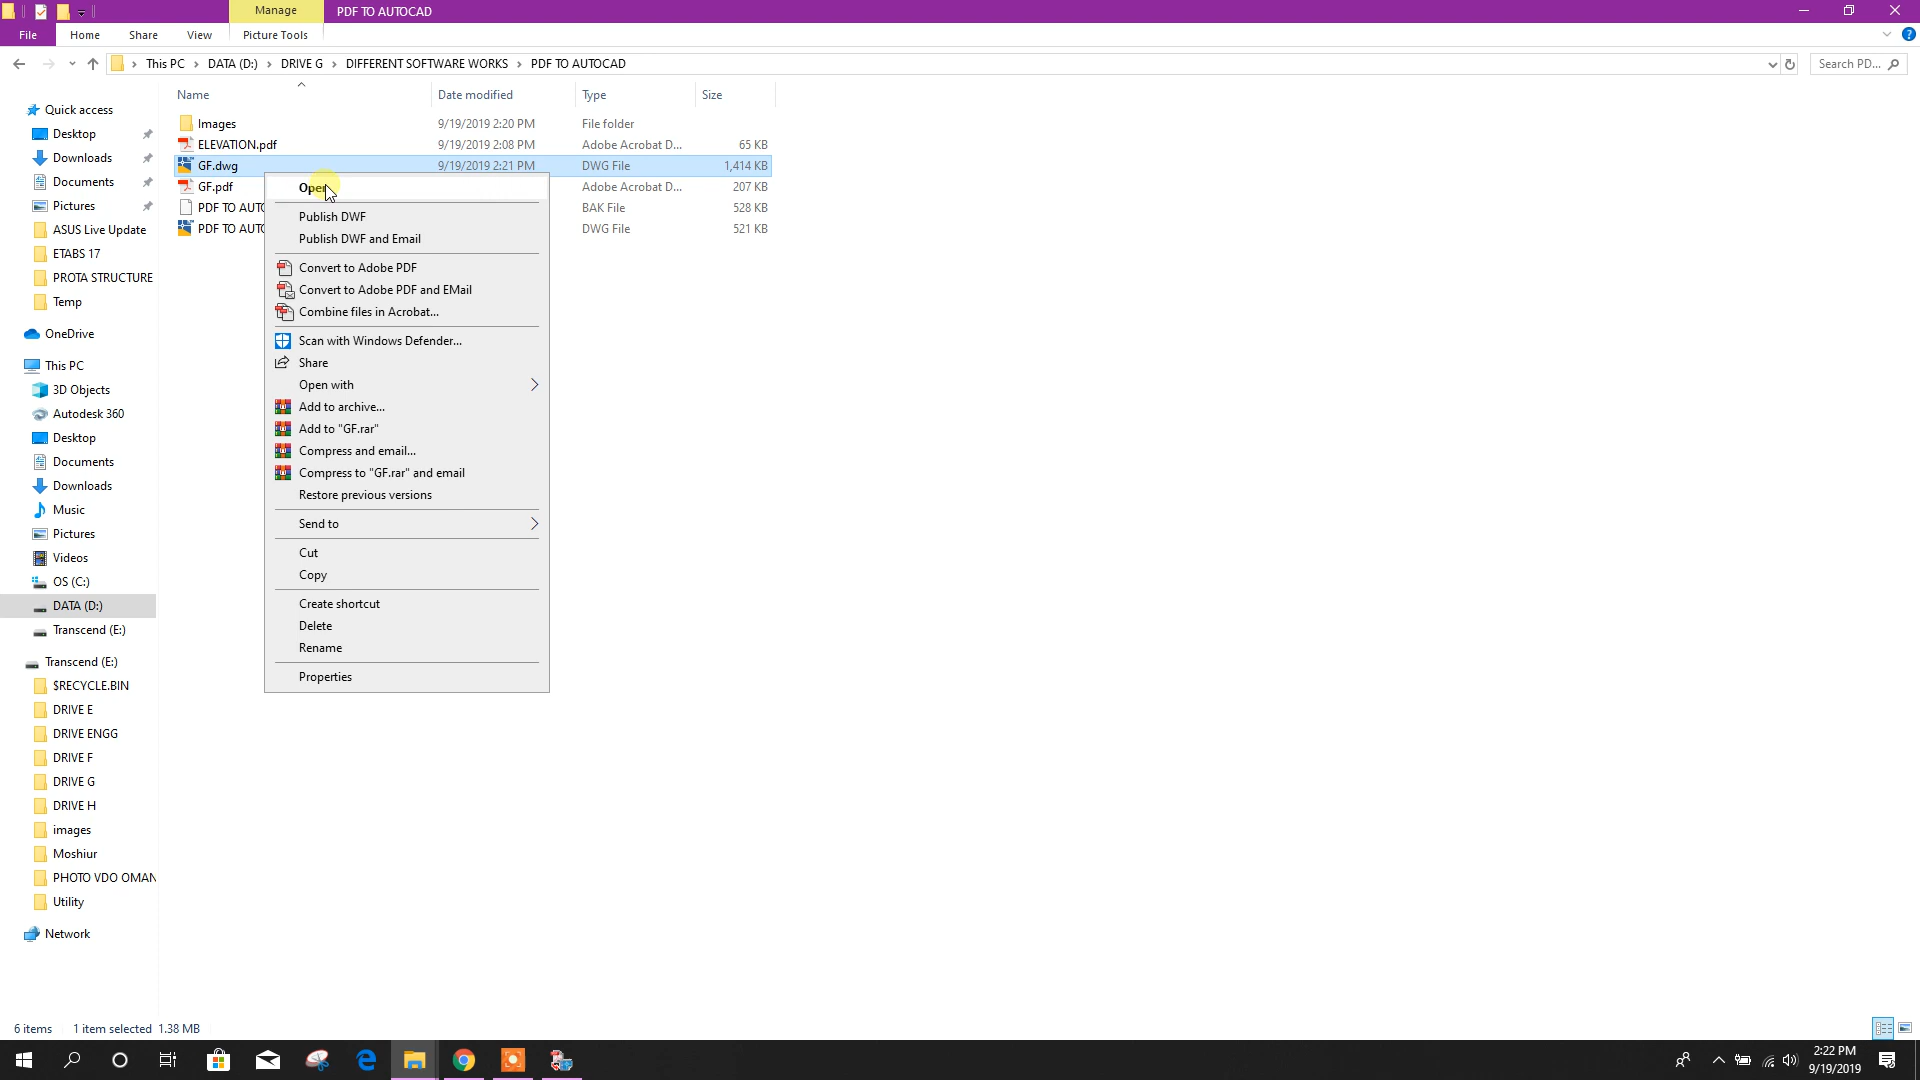 Manage
PDF TO AUTOCAD
File
Home
Share
View
Picture Tools
This PC
DATA (D:)
DRIVE G
DIFFERENT SOFTWARE WORKS
PDF TO AUTOCAD
Search PD...
Name
Date modified
Type
Size
Images
9/19/2019 2:20 PM
File folder
ELEVATION.pdf
9/19/2019 2:08 PM
Adobe Acrobat D...
65 KB
GF.dwg
9/19/2019 2:21 PM
DWG File
1,414 KB
GF.pdf
Adobe Acrobat D...
207 KB
PDF TO AUTO
BAK File
528 KB
PDF TO AUTO
DWG File
521 KB
Open
Publish DWF
Publish DWF and Email
Convert to Adobe PDF
Convert to Adobe PDF and EMail
Combine files in Acrobat...
Scan with Windows Defender...
Share
Open with
Add to archive...
Add to "GF.rar"
Compress and email...
Compress to "GF.rar" and email
Restore previous versions
Send to
Cut
Copy
Create shortcut
Delete
Rename
Properties
Quick access
Desktop
Downloads
Documents
Pictures
ASUS Live Update
ETABS 17
PROTA STRUCTURE
Temp
OneDrive
This PC
3D Objects
Autodesk 360
Desktop
Documents
Downloads
Music
Pictures
Videos
OS (C:)
DATA (D:)
Transcend (E:)
Transcend (E:)
$RECYCLE.BIN
DRIVE E
DRIVE ENGG
DRIVE F
DRIVE G
DRIVE H
images
Moshiur
PHOTO VDO OMAN
Utility
Network
6 items
1 item selected 1.38 MB
2:22 PM
9/19/2019